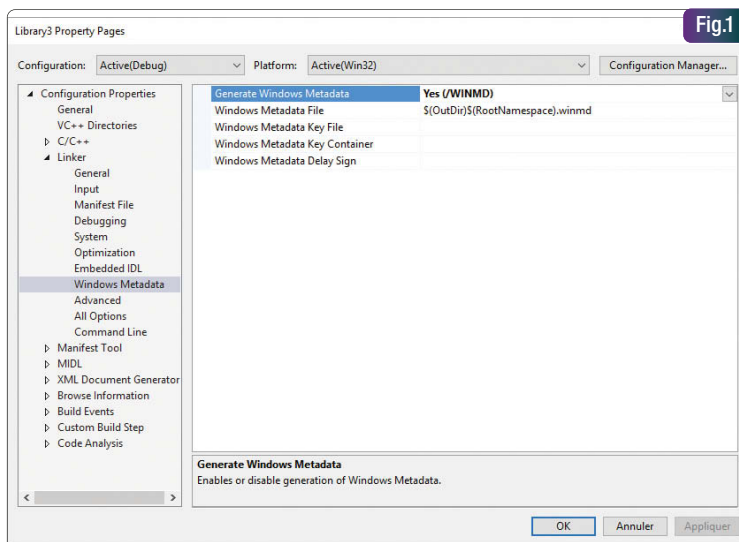 Fig.1
Library3 Property Pages
Configuration: Active(Debug) Platform: Active(Win32) Configuration Manager...
Configuration Properties
General
VC++ Directories
C/C++
Linker
General
Input
Manifest File
Debugging
System
Optimization
Embedded IDL
Windows Metadata
Advanced
All Options
Command Line
Manifest Tool
MIDL
XML Document Generator
Browse Information
Build Events
Custom Build Step
Code Analysis
Generate Windows Metadata Yes (/WINMD)
Windows Metadata File $(OutDir)$(RootNamespace).winmd
Windows Metadata Key File
Windows Metadata Key Container
Windows Metadata Delay Sign
Generate Windows Metadata
Enables or disable generation of Windows Metadata.
OK Annuler Appliquer